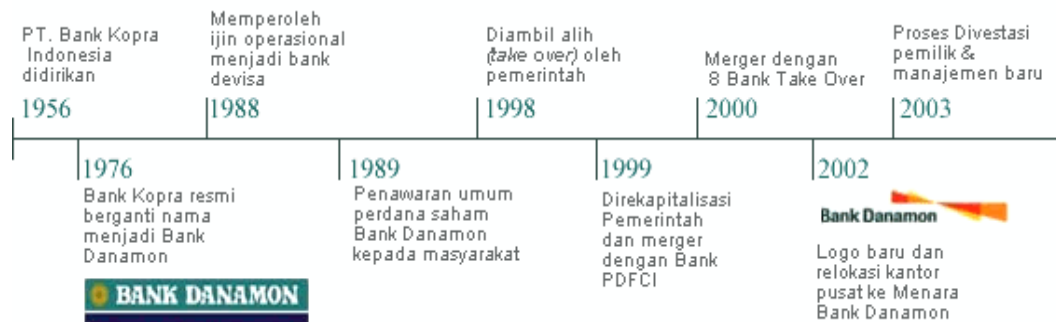 PT. Bank Kopra
Indonesia
didirikan
1956
Memperoleh
ijin operasional
menjadi bank
devisa
1988
Diambil alih
(take over) oleh
pemerintah
1998
Merger dengan
8 Bank Take Over
2000
Proses Divestasi
pemilik &
manajemen baru
2003
1976
Bank Kopra resmi
berganti nama
menjadi Bank
Danamon
BANK DANAMON
1989
Penawaran umum
perdana saham
Bank Danamon
kepada masyarakat
1999
Direkapitalisasi
Pemerintah
dan merger
dengan Bank
PDFCI
2002
Bank Danamon
Logo baru dan
relokasi kantor
pusat ke Menara
Bank Danamon